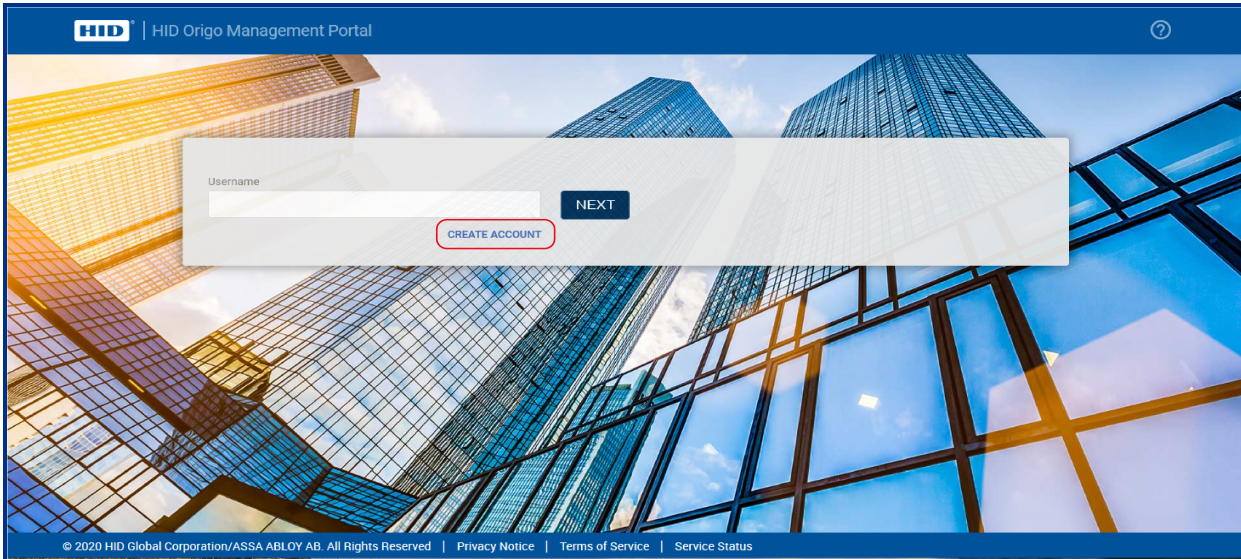 HID | HID Origo Management Portal
Username
NEXT
CREATE ACCOUNT
© 2020 HID Global Corporation/ASSA ABLOY AB. All Rights Reserved | Privacy Notice | Terms of Service | Service Status